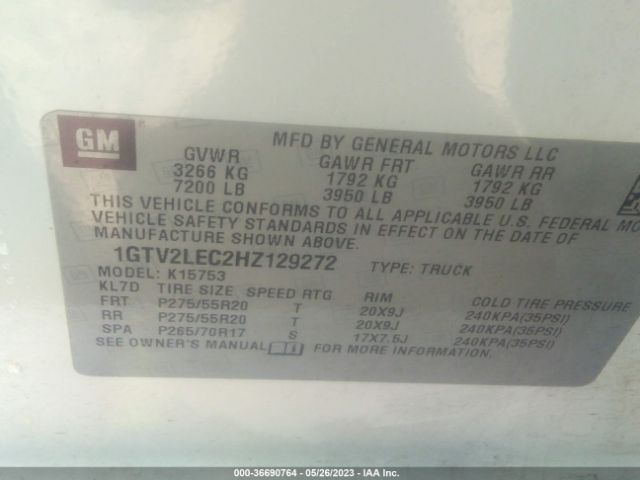 GM
MFD BY GENERAL MOTORS LLC
GVWR GAWR FRT GAWR RR
3266 KG 1792 KG 1792 KG
7200 LB 3950 LB 3950 LB
THIS VEHICLE CONFORMS TO ALL APPLICABLE U.S. FEDERAL MO
VEHICLE SAFETY STANDARDS IN EFFECT ON THE DATE OF
MANUFACTURE SHOWN ABOVE.
1GTV2LEC2HZ129272 TYPE: TRUCK
MODEL: K15753
KL7D TIRE SIZE SPEED RTG RIM COLD TIRE PRESSURE
FRT P275/55R20 T 20X9J 240KPA(35PSI)
RR P275/55R20 T 20X9J 240KPA(35PSI)
SPA P265/70R17 S 17X7.5J 240KPA(35PSI)
SEE OWNER'S MANUAL FOR MORE INFORMATION.
000-36690764 - 05/26/2023 - IAA Inc.